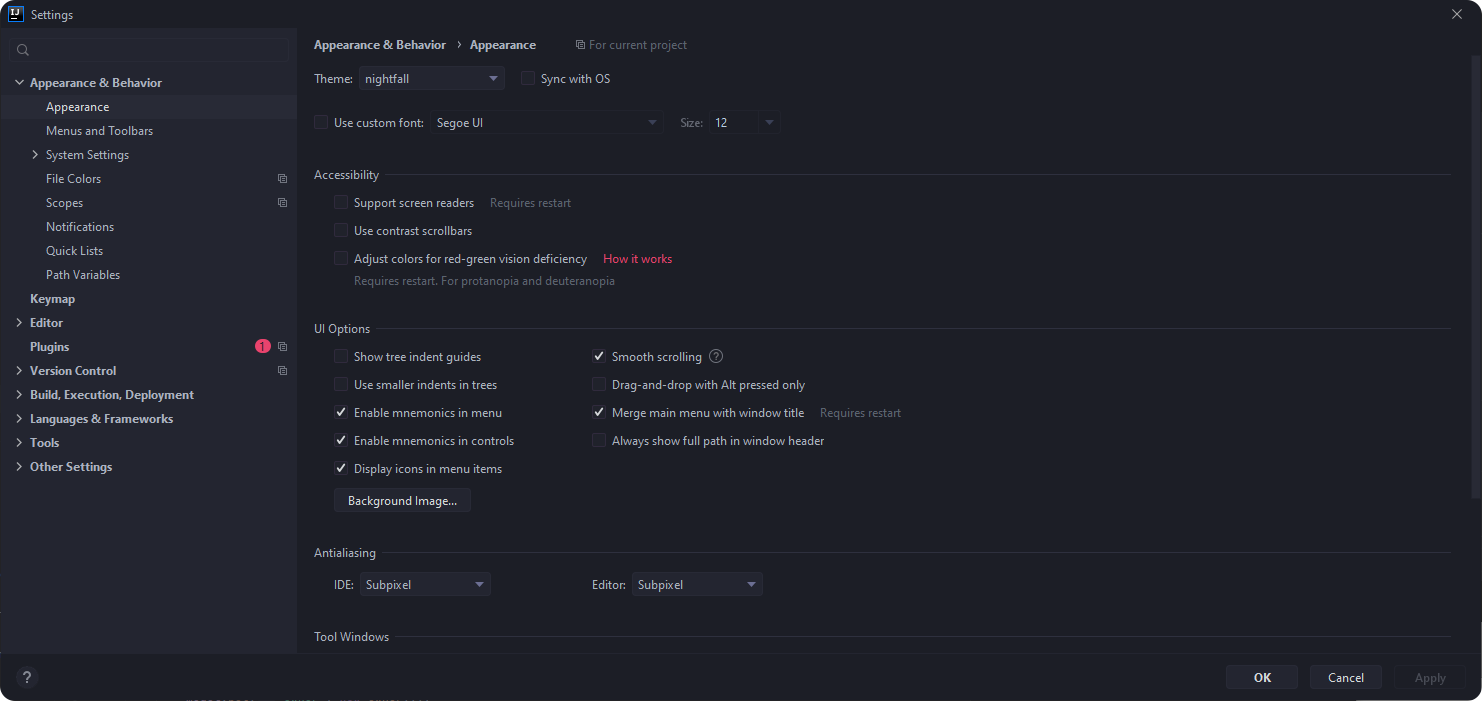 IJ Settings
Appearance & Behavior
Appearance
Menus and Toolbars
System Settings
File Colors
Scopes
Notifications
Quick Lists
Path Variables
Keymap
Editor
Plugins 1
Version Control
Build, Execution, Deployment
Languages & Frameworks
Tools
Other Settings
Appearance & Behavior › Appearance For current project
Theme: nightfall Sync with OS
Use custom font: Segoe UI Size: 12
Accessibility
Support screen readers Requires restart
Use contrast scrollbars
Adjust colors for red-green vision deficiency How it works
Requires restart. For protanopia and deuteranopia
UI Options
Show tree indent guides Smooth scrolling ?
Use smaller indents in trees Drag-and-drop with Alt pressed only
Enable mnemonics in menu Merge main menu with window title Requires restart
Enable mnemonics in controls Always show full path in window header
Display icons in menu items
Background Image...
Antialiasing
IDE: Subpixel Editor: Subpixel
Tool Windows
? OK Cancel Apply